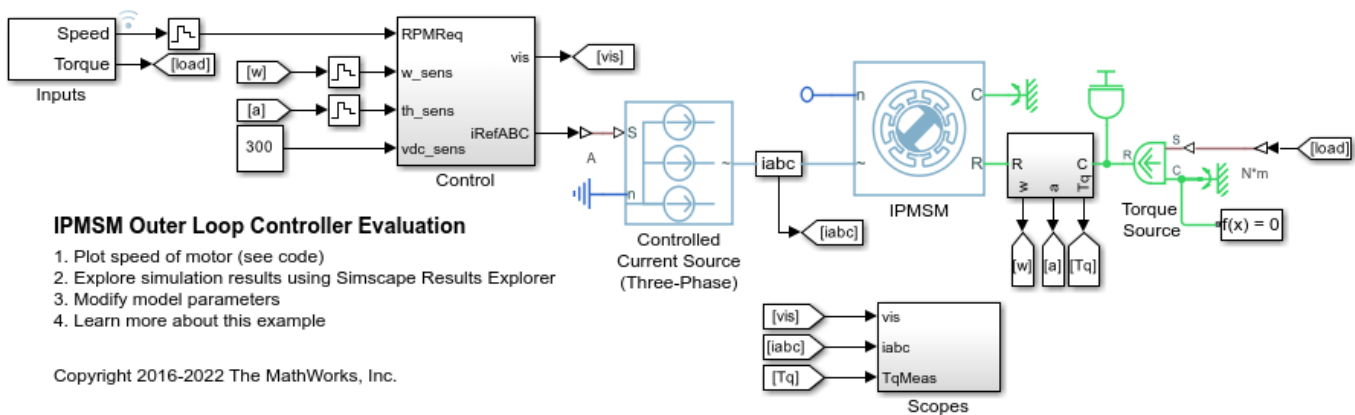 Speed
Torque
Inputs
[load]
[w]
[a]
300
RPMReq
w_sens
th_sens
vdc_sens
vis
iRefABC
Control
[vis]
A
S
n
~
Controlled
Current Source
(Three-Phase)
iabc
[iabc]
n
~
C
R
IPMSM
R
C
w
a
Tq
[w]
[a]
[Tq]
R
S
C
Torque
Source
N*m
[load]
f(x) = 0
IPMSM Outer Loop Controller Evaluation
1. Plot speed of motor (see code)
2. Explore simulation results using Simscape Results Explorer
3. Modify model parameters
4. Learn more about this example
Copyright 2016-2022 The MathWorks, Inc.
[vis]
[iabc]
[Tq]
vis
iabc
TqMeas
Scopes